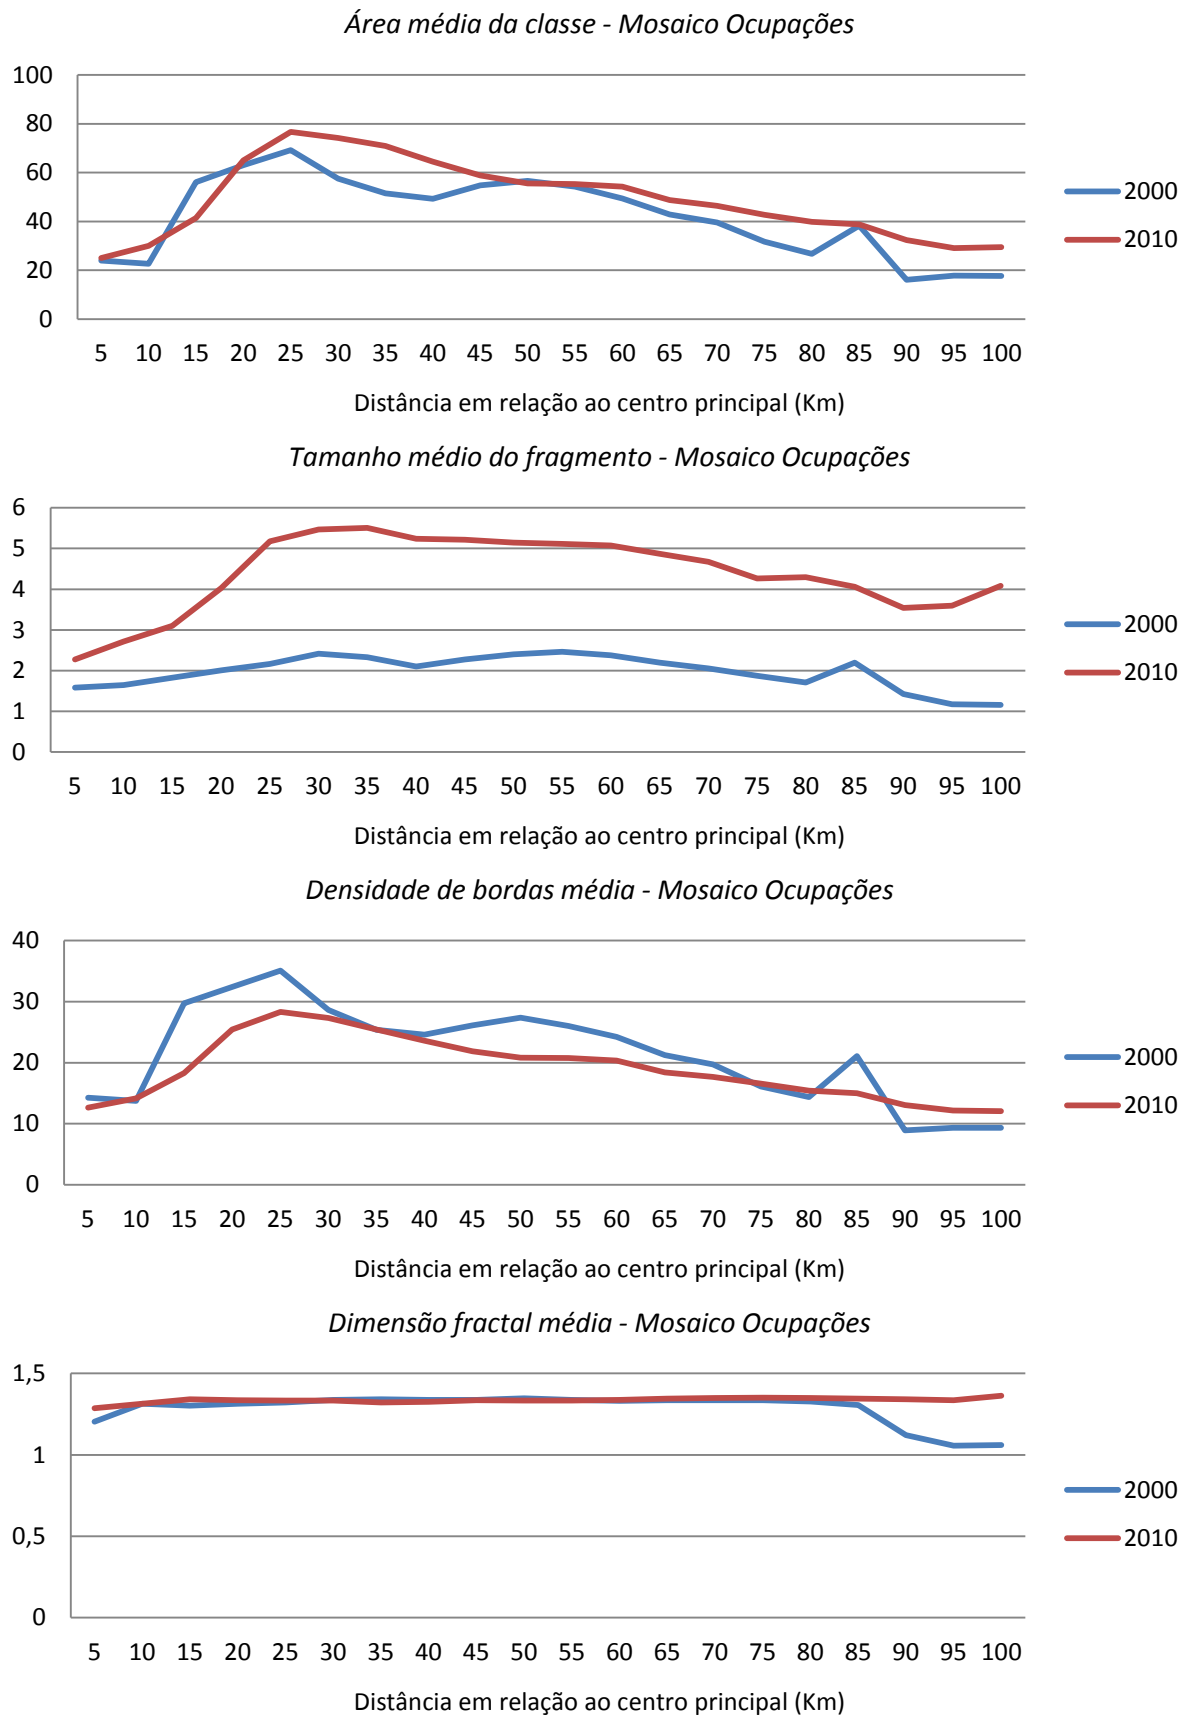 Área média da classe - Mosaico Ocupações
100
80
60
40
20
0
5 10 15 20 25 30 35 40 45 50 55 60 65 70 75 80 85 90 95 100
Distância em relação ao centro principal (Km)
2000
2010
Tamanho médio do fragmento - Mosaico Ocupações
6
5
4
3
2
1
0
5 10 15 20 25 30 35 40 45 50 55 60 65 70 75 80 85 90 95 100
Distância em relação ao centro principal (Km)
2000
2010
Densidade de bordas média - Mosaico Ocupações
40
30
20
10
0
5 10 15 20 25 30 35 40 45 50 55 60 65 70 75 80 85 90 95 100
Distância em relação ao centro principal (Km)
2000
2010
Dimensão fractal média - Mosaico Ocupações
1,5
1
0,5
0
5 10 15 20 25 30 35 40 45 50 55 60 65 70 75 80 85 90 95 100
Distância em relação ao centro principal (Km)
2000
2010